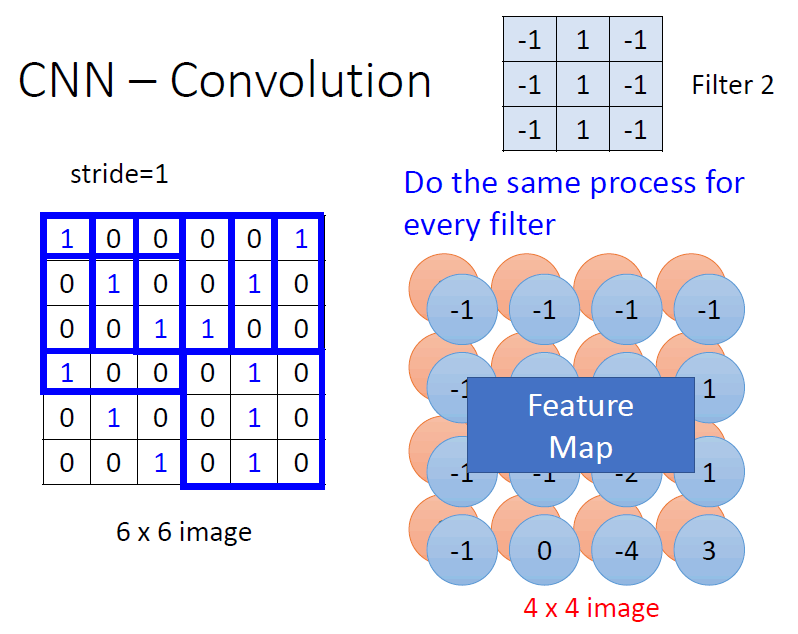 -1 1 -1
CNN – Convolution
-1 1 -1
Filter 2
-1 1 -1
stride=1
Do the same process for
every filter
1 0 0 0 0 1
0 1 0 0 1 0
0 0 1 1 0 0
1 0 0 0 1 0
0 1 0 0 1 0
0 0 1 0 1 0
6 x 6 image
-1 -1 -1 -1
-1 1
Feature
Map
-1 -1 -2 1
-1 0 -4 3
4 x 4 image